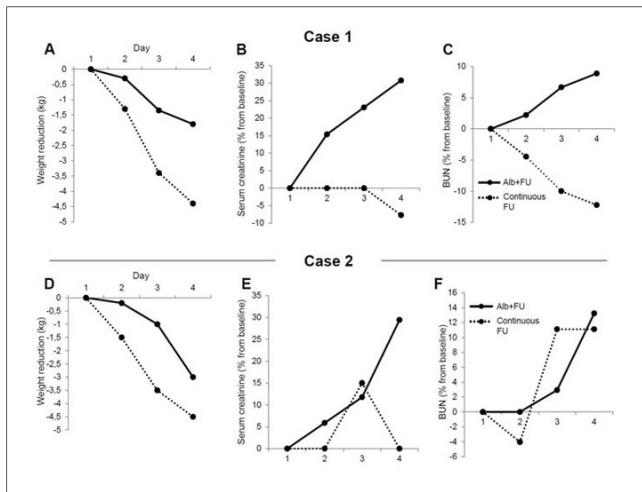 Case 1
A
Day
1 2 3 4
0
-0,5
-1
-1,5
-2
-2,5
-3
-3,5
-4
-4,5
-5
Weight reduction (kg)
B
35
30
25
20
15
10
5
0
-5
-10
1 2 3 4
Serum creatinine (% from baseline)
C
10
5
0
-5
-10
-15
1 2 3 4
BUN (% from baseline)
Alb+FU
Continuous
FU
Case 2
D
Day
1 2 3 4
0
-0,5
-1
-1,5
-2
-2,5
-3
-3,5
-4
-4,5
-5
Weight reduction (kg)
E
35
30
25
20
15
10
5
0
1 2 3 4
Serum creatinine (% from baseline)
F
16
14
12
10
8
6
4
2
0
-2
-4
-6
1 2 3 4
BUN (% from baseline)
Alb+FU
Continuous
FU